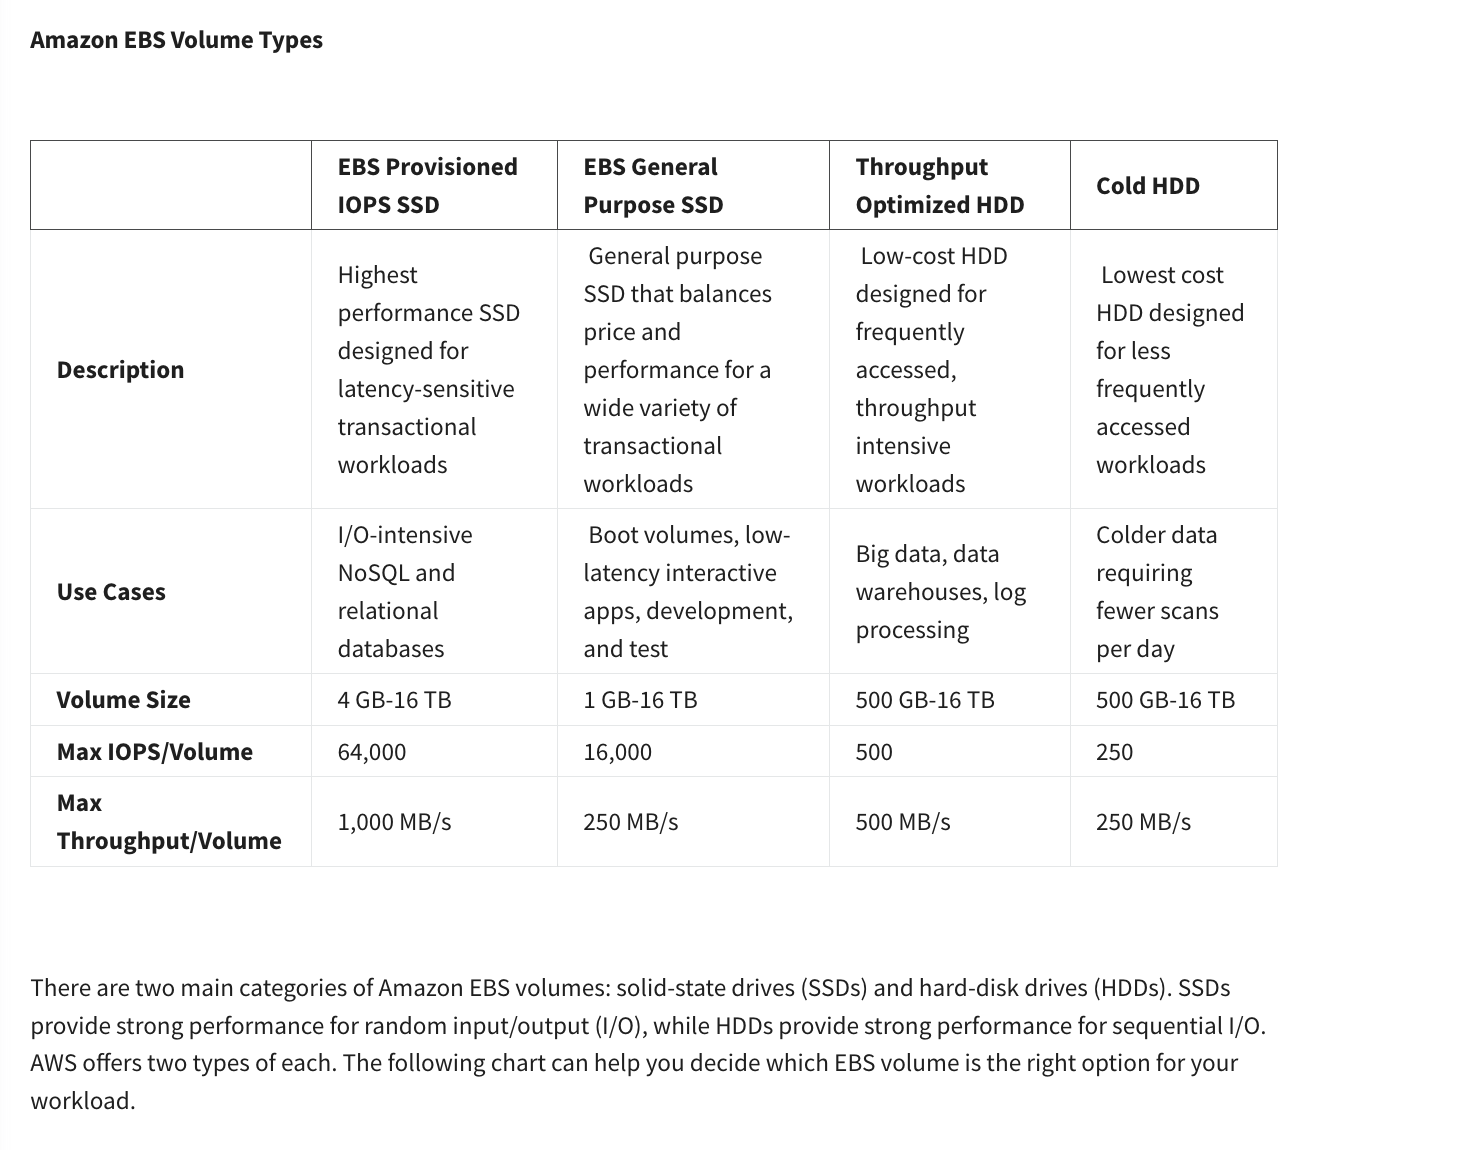 Amazon EBS Volume Types
EBS Provisioned
IOPS SSD
EBS General
Purpose SSD
Throughput
Optimized HDD
Cold HDD
Description
Highest
performance SSD
designed for
latency-sensitive
transactional
workloads
General purpose
SSD that balances
price and
performance for a
wide variety of
transactional
workloads
Low-cost HDD
designed for
frequently
accessed,
throughput
intensive
workloads
Lowest cost
HDD designed
for less
frequently
accessed
workloads
Use Cases
I/O-intensive
NoSQL and
relational
databases
Boot volumes, low-
latency interactive
apps, development,
and test
Big data, data
warehouses, log
processing
Colder data
requiring
fewer scans
per day
Volume Size
4 GB-16 TB
1 GB-16 TB
500 GB-16 TB
500 GB-16 TB
Max IOPS/Volume
64,000
16,000
500
250
Max
Throughput/Volume
1,000 MB/s
250 MB/s
500 MB/s
250 MB/s
There are two main categories of Amazon EBS volumes: solid-state drives (SSDs) and hard-disk drives (HDDs). SSDs
provide strong performance for random input/output (I/O), while HDDs provide strong performance for sequential I/O.
AWS offers two types of each. The following chart can help you decide which EBS volume is the right option for your
workload.